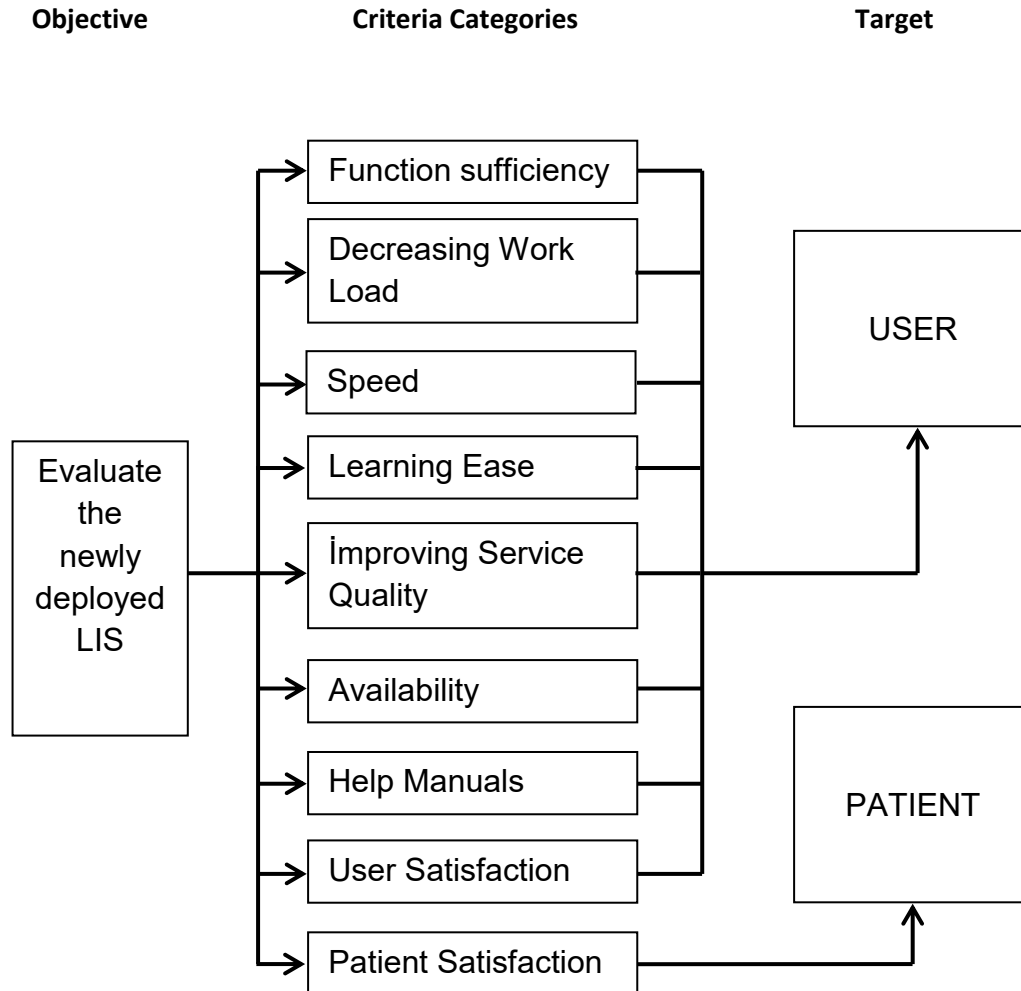 Objective
Criteria Categories
Target
Function sufficiency
Decreasing Work
Load
USER
Speed
Evaluate
the
newly
deployed
LIS
Learning Ease
İmproving Service
Quality
Availability
Help Manuals
PATIENT
User Satisfaction
Patient Satisfaction